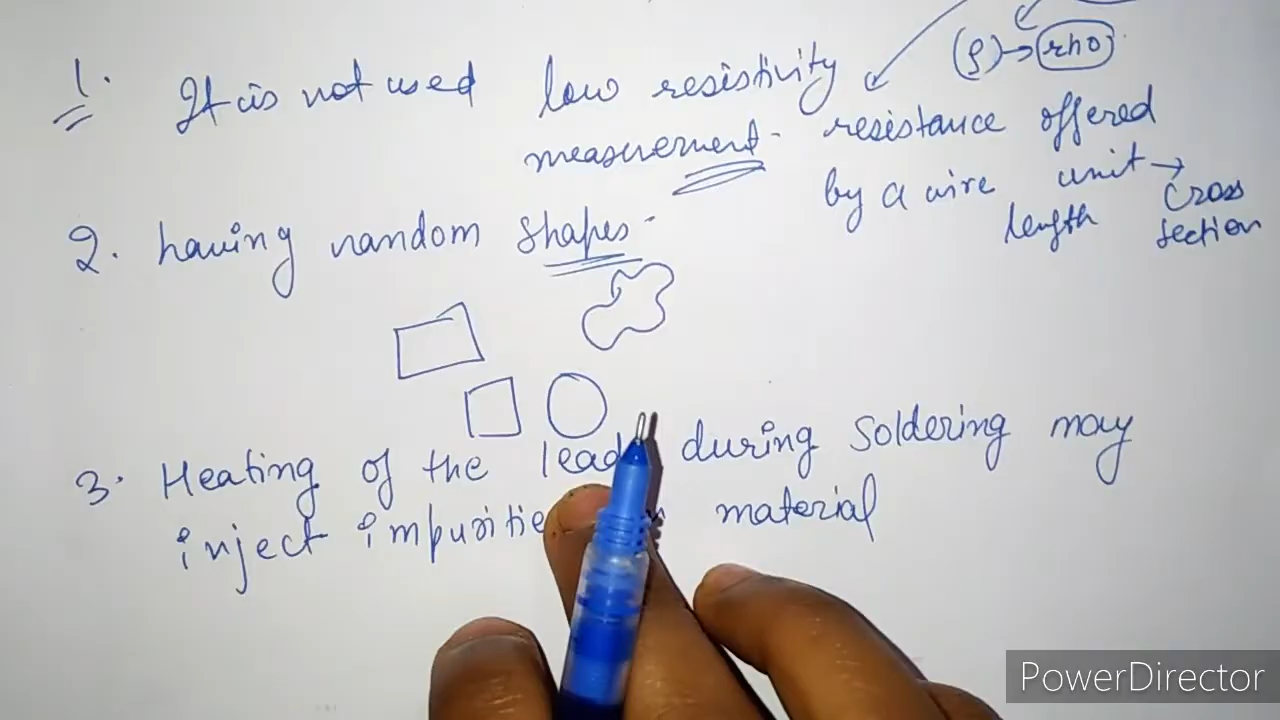 (ρ)→ rho
1. It is not used low resistivity
measurement.
resistance offered
by a wire unit →
length
Cross
section
2. having random shapes.
3. Heating of the lead during soldering may
inject material
PowerDirector